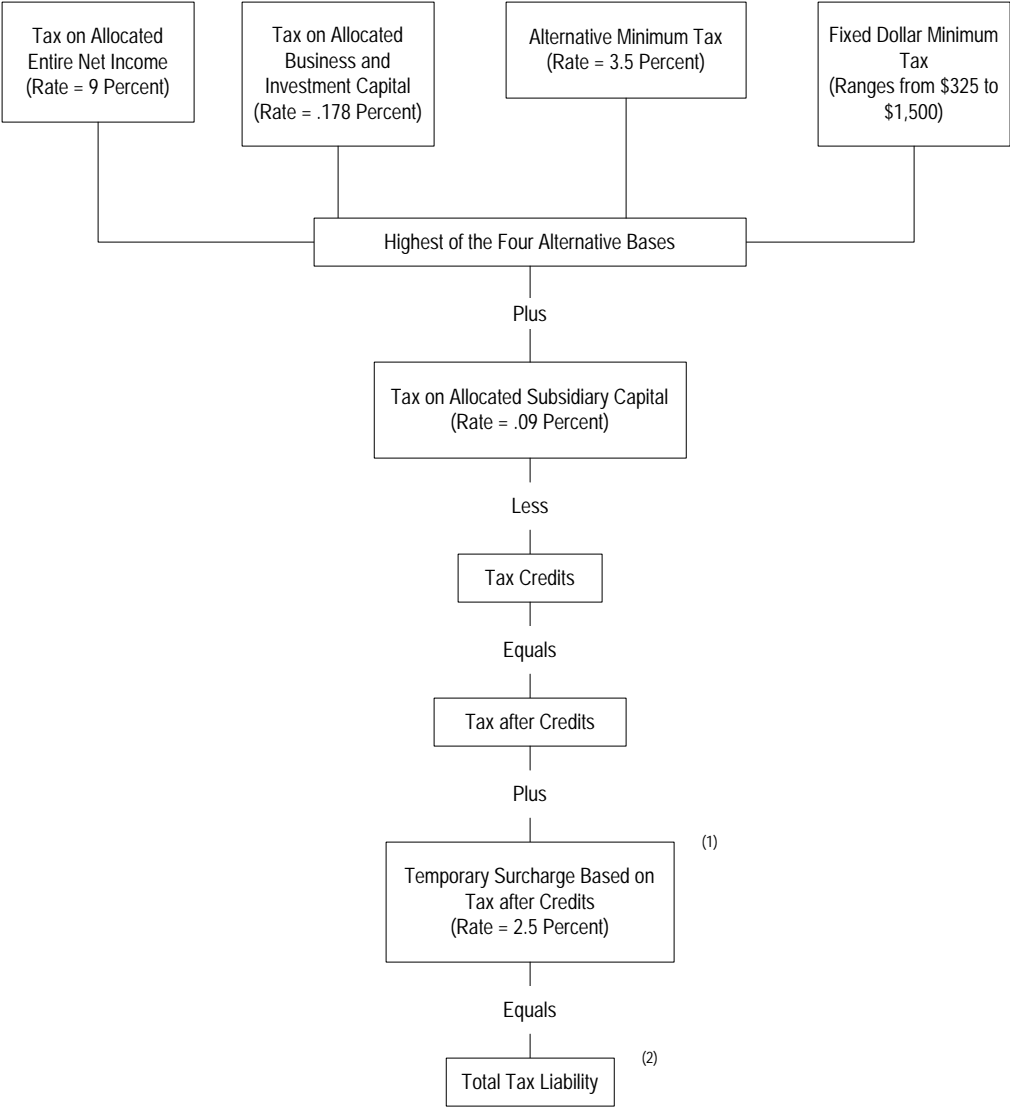 Tax on Allocated
Entire Net Income
(Rate = 9 Percent)
Tax on Allocated
Business and
Investment Capital
(Rate = .178 Percent)
Alternative Minimum Tax
(Rate = 3.5 Percent)
Fixed Dollar Minimum
Tax
(Ranges from $325 to
$1,500)
Highest of the Four Alternative Bases
Plus
Tax on Allocated Subsidiary Capital
(Rate = .09 Percent)
Less
Tax Credits
Equals
Tax after Credits
Plus
(1)
Temporary Surcharge Based on
Tax after Credits
(Rate = 2.5 Percent)
Equals
(2)
Total Tax Liability